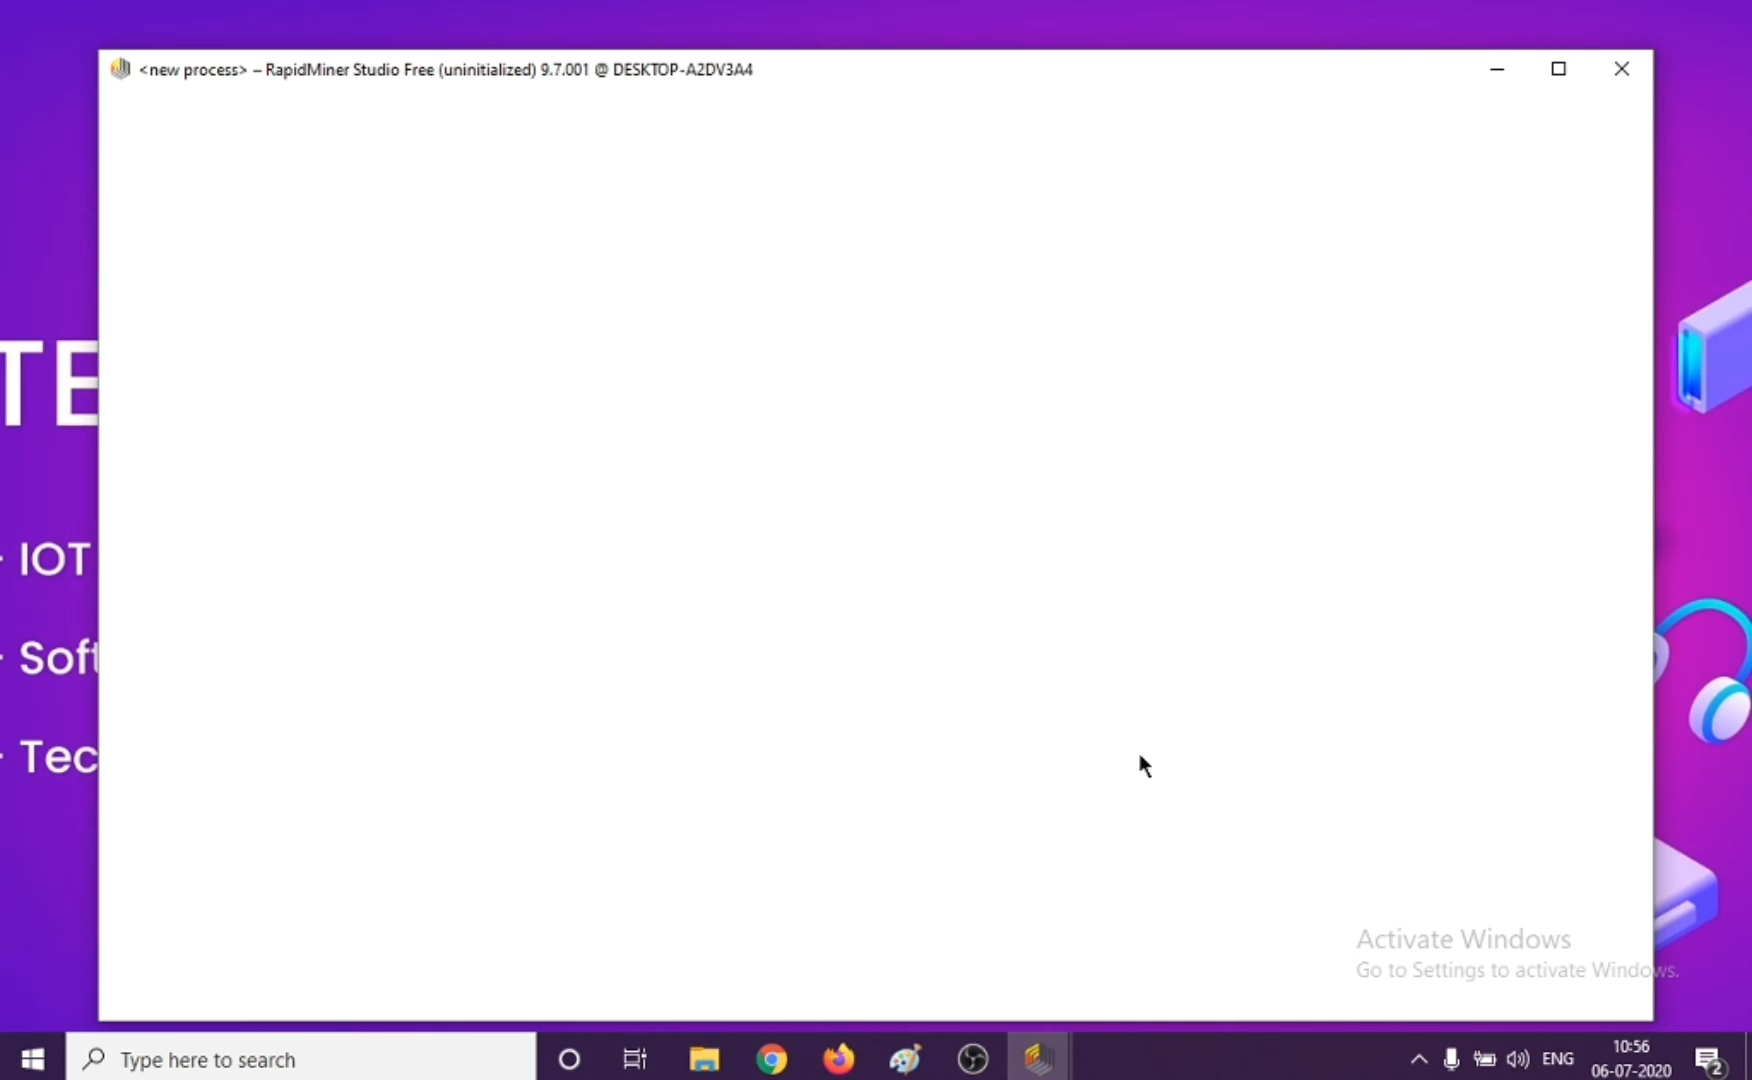 <new process> – RapidMiner Studio Free (uninitialized) 9.7.001 @ DESKTOP-A2DV3A4
TE
- IOT
- Soft
- Tec
Activate Windows
Go to Settings to activate Windows.
Type here to search
ENG
10:56
06-07-2020
2